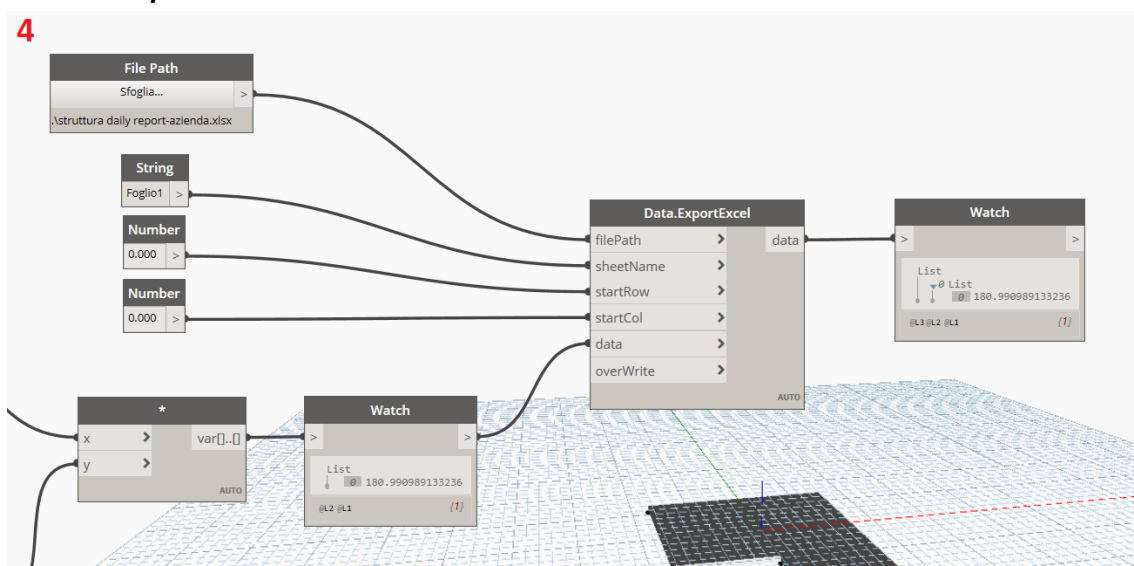 4
File Path
Sfoglia...
>
.\struttura daily report-azienda.xlsx
String
Foglio1 >
Number
0.000 >
Number
0.000 >
Data.ExportExcel
filePath > data
sheetName >
startRow >
startCol >
data >
overWrite >
AUTO
Watch
> >
List
0 List
0 180.990989133236
@L3 @L2 @L1 {1}
*
x > var[]..[]
y >
AUTO
Watch
> >
List
0 180.990989133236
@L2 @L1 {1}